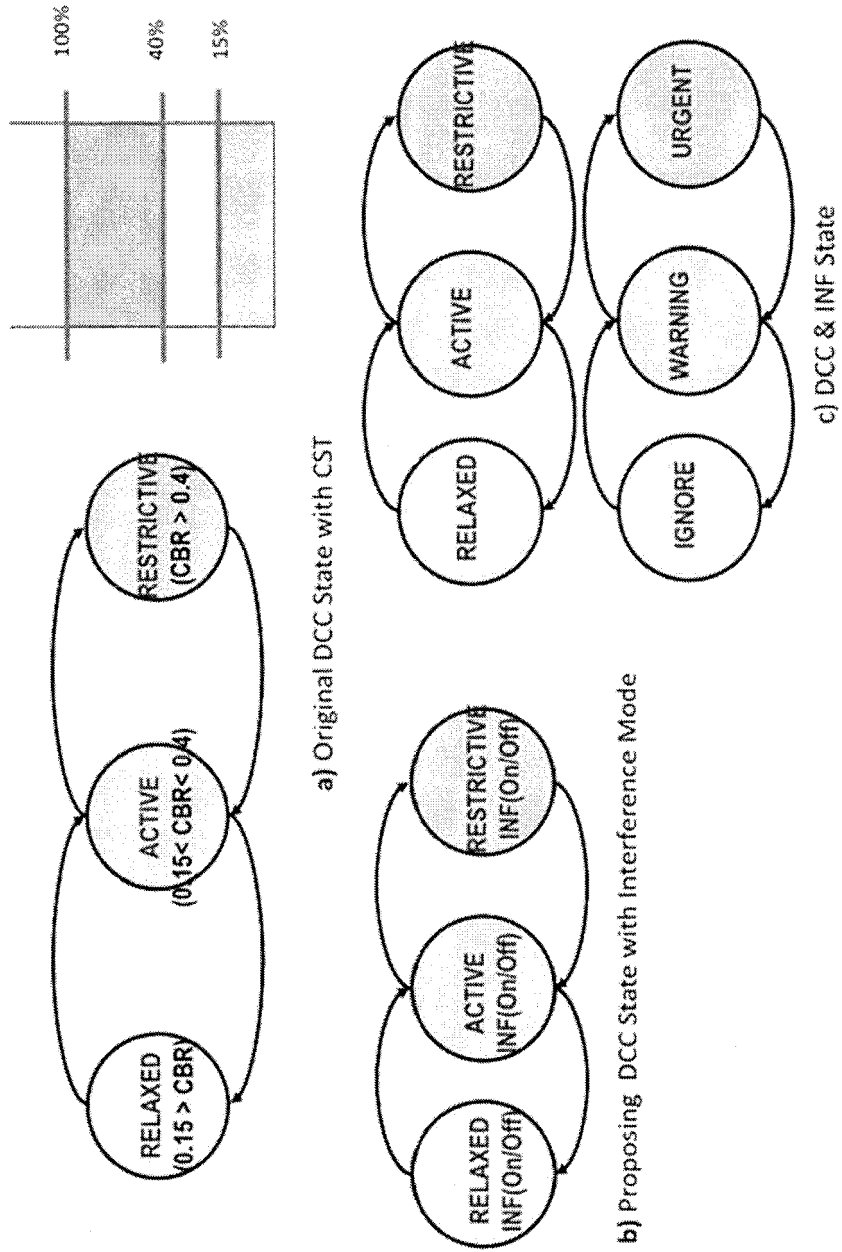 RELAXED
(0.15 > CBR)
ACTIVE
(0.15< CBR< 0.4)
RESTRICTIVE
(CBR > 0.4)
100%
40%
15%
a) Original DCC State with CST
RELAXED
INF(On/Off)
ACTIVE
INF(On/Off)
RESTRICTIVE
INF(On/Off)
b) Proposing DCC State with Interference Mode
RELAXED
ACTIVE
RESTRICTIVE
IGNORE
WARNING
URGENT
c) DCC & INF State